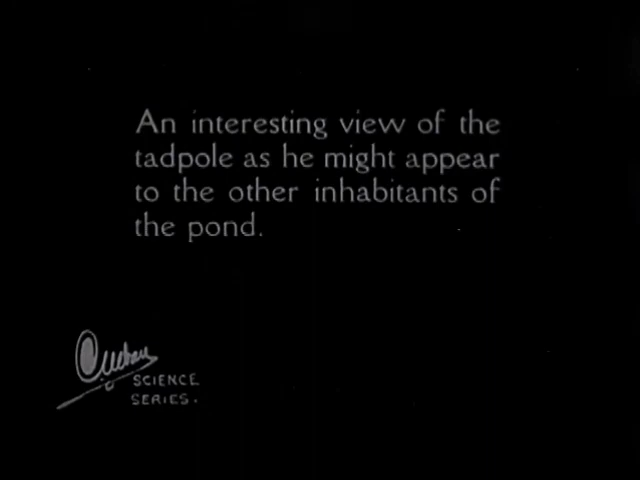 An interesting view of the
tadpole as he might appear
to the other inhabitants of
the pond.
SCIENCE
SERIES.